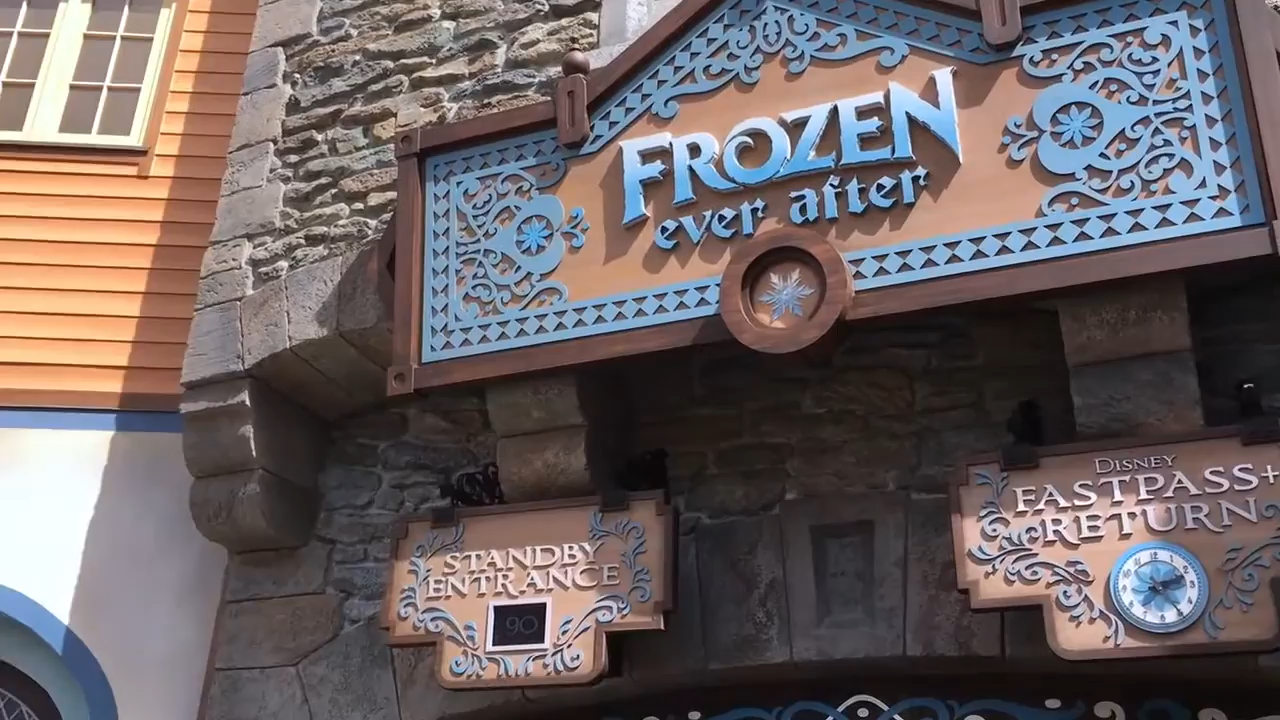 FROZEN
ever after
STANDBY
ENTRANCE
90
DISNEY
FASTPASS+
RETURN